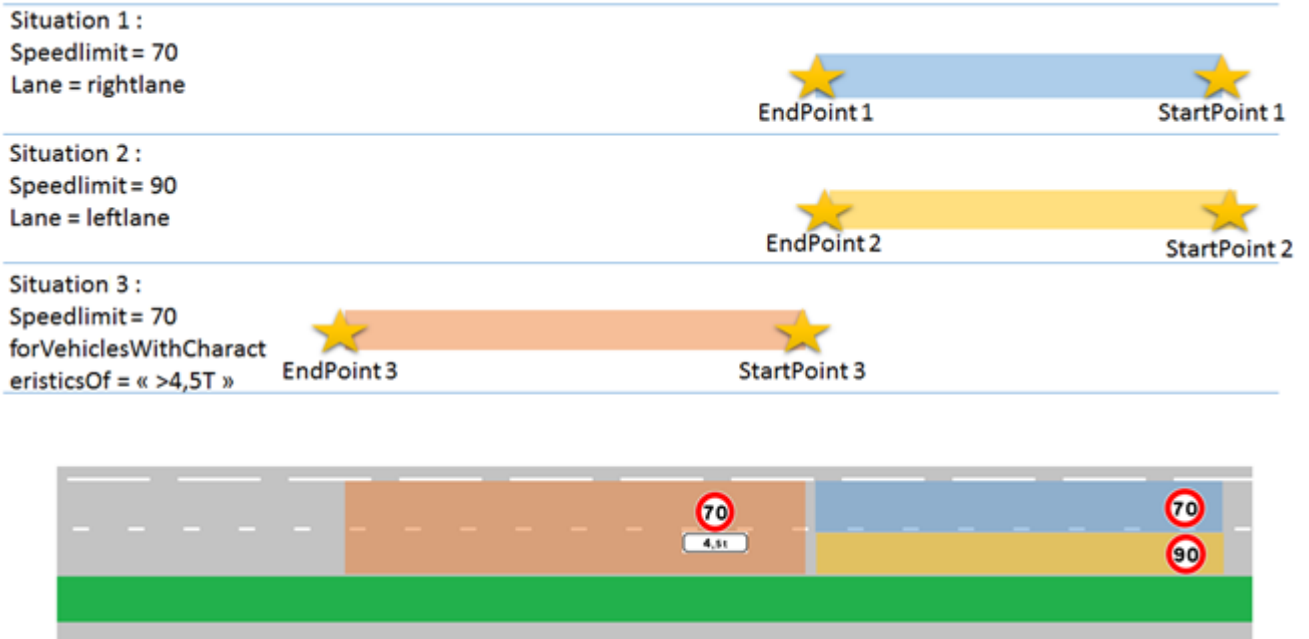 Situation 1 :
Speedlimit = 70
Lane = rightlane
EndPoint 1
StartPoint 1
Situation 2 :
Speedlimit = 90
Lane = leftlane
EndPoint 2
StartPoint 2
Situation 3 :
Speedlimit = 70
forVehiclesWithCharact
eristicsOf = « >4,5T »
EndPoint 3
StartPoint 3
70
70
4,5t
90